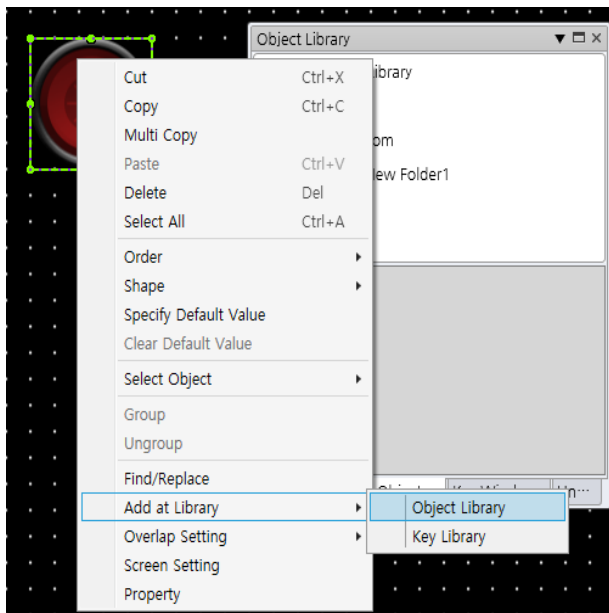 Object Library
Cut Ctrl+X
Copy Ctrl+C
Multi Copy
Paste Ctrl+V
Delete Del
Select All Ctrl+A
Order
Shape
Specify Default Value
Clear Default Value
Select Object
Group
Ungroup
Find/Replace
Add at Library
Overlap Setting
Screen Setting
Property
ibrary
om
ew Folder1
Un...
Object Library
Key Library